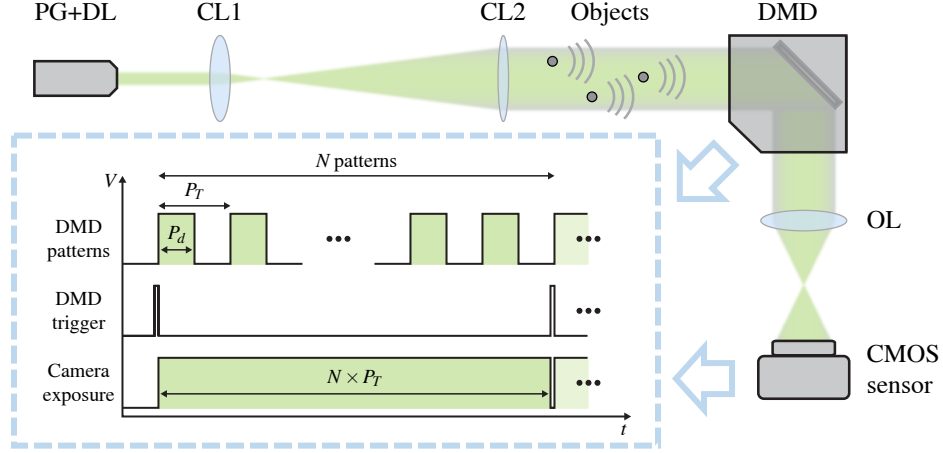 PG+DL
CL1
CL2
Objects
DMD
N patterns
V
P_T
DMD
patterns
P_d
•••
•••
OL
DMD
trigger
•••
CMOS
sensor
Camera
exposure
N × P_T
•••
t